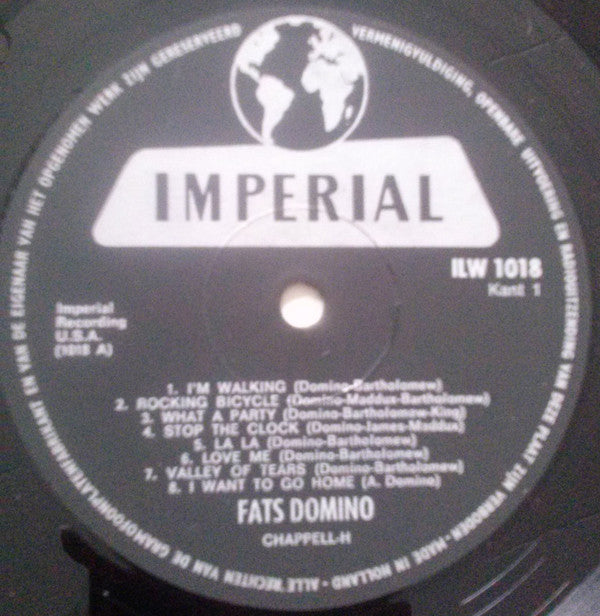 ALLE RECHTEN VAN DE GRAMOFOONPLATENFABRIKANT EN VAN DE EIGENAAR VAN HET OPGENOMEN WERK ZIJN GERESERVEERD VERMENIGVULDIGING, OPENBARE UITVOERING EN RADIOUITZENDING VAN DEZE PLAAT ZIJN VERBODEN - MADE IN HOLLAND -
IMPERIAL
ILW 1018
Kant 1
Imperial
Recording
U.S.A.
(1018 A)
1. I'M WALKING (Domino-Bartholomew)
2. ROCKING BICYCLE (Domino-Maddux-Bartholomew)
3. WHAT A PARTY (Domino-Bartholomew-King)
4. STOP THE CLOCK (Domino-James-Maddux)
5. LA LA (Domino-Bartholomew)
6. LOVE ME (Domino-Bartholomew)
7. VALLEY OF TEARS (Domino-Bartholomew)
8. I WANT TO GO HOME (A. Domino)
FATS DOMINO
CHAPPELL-H